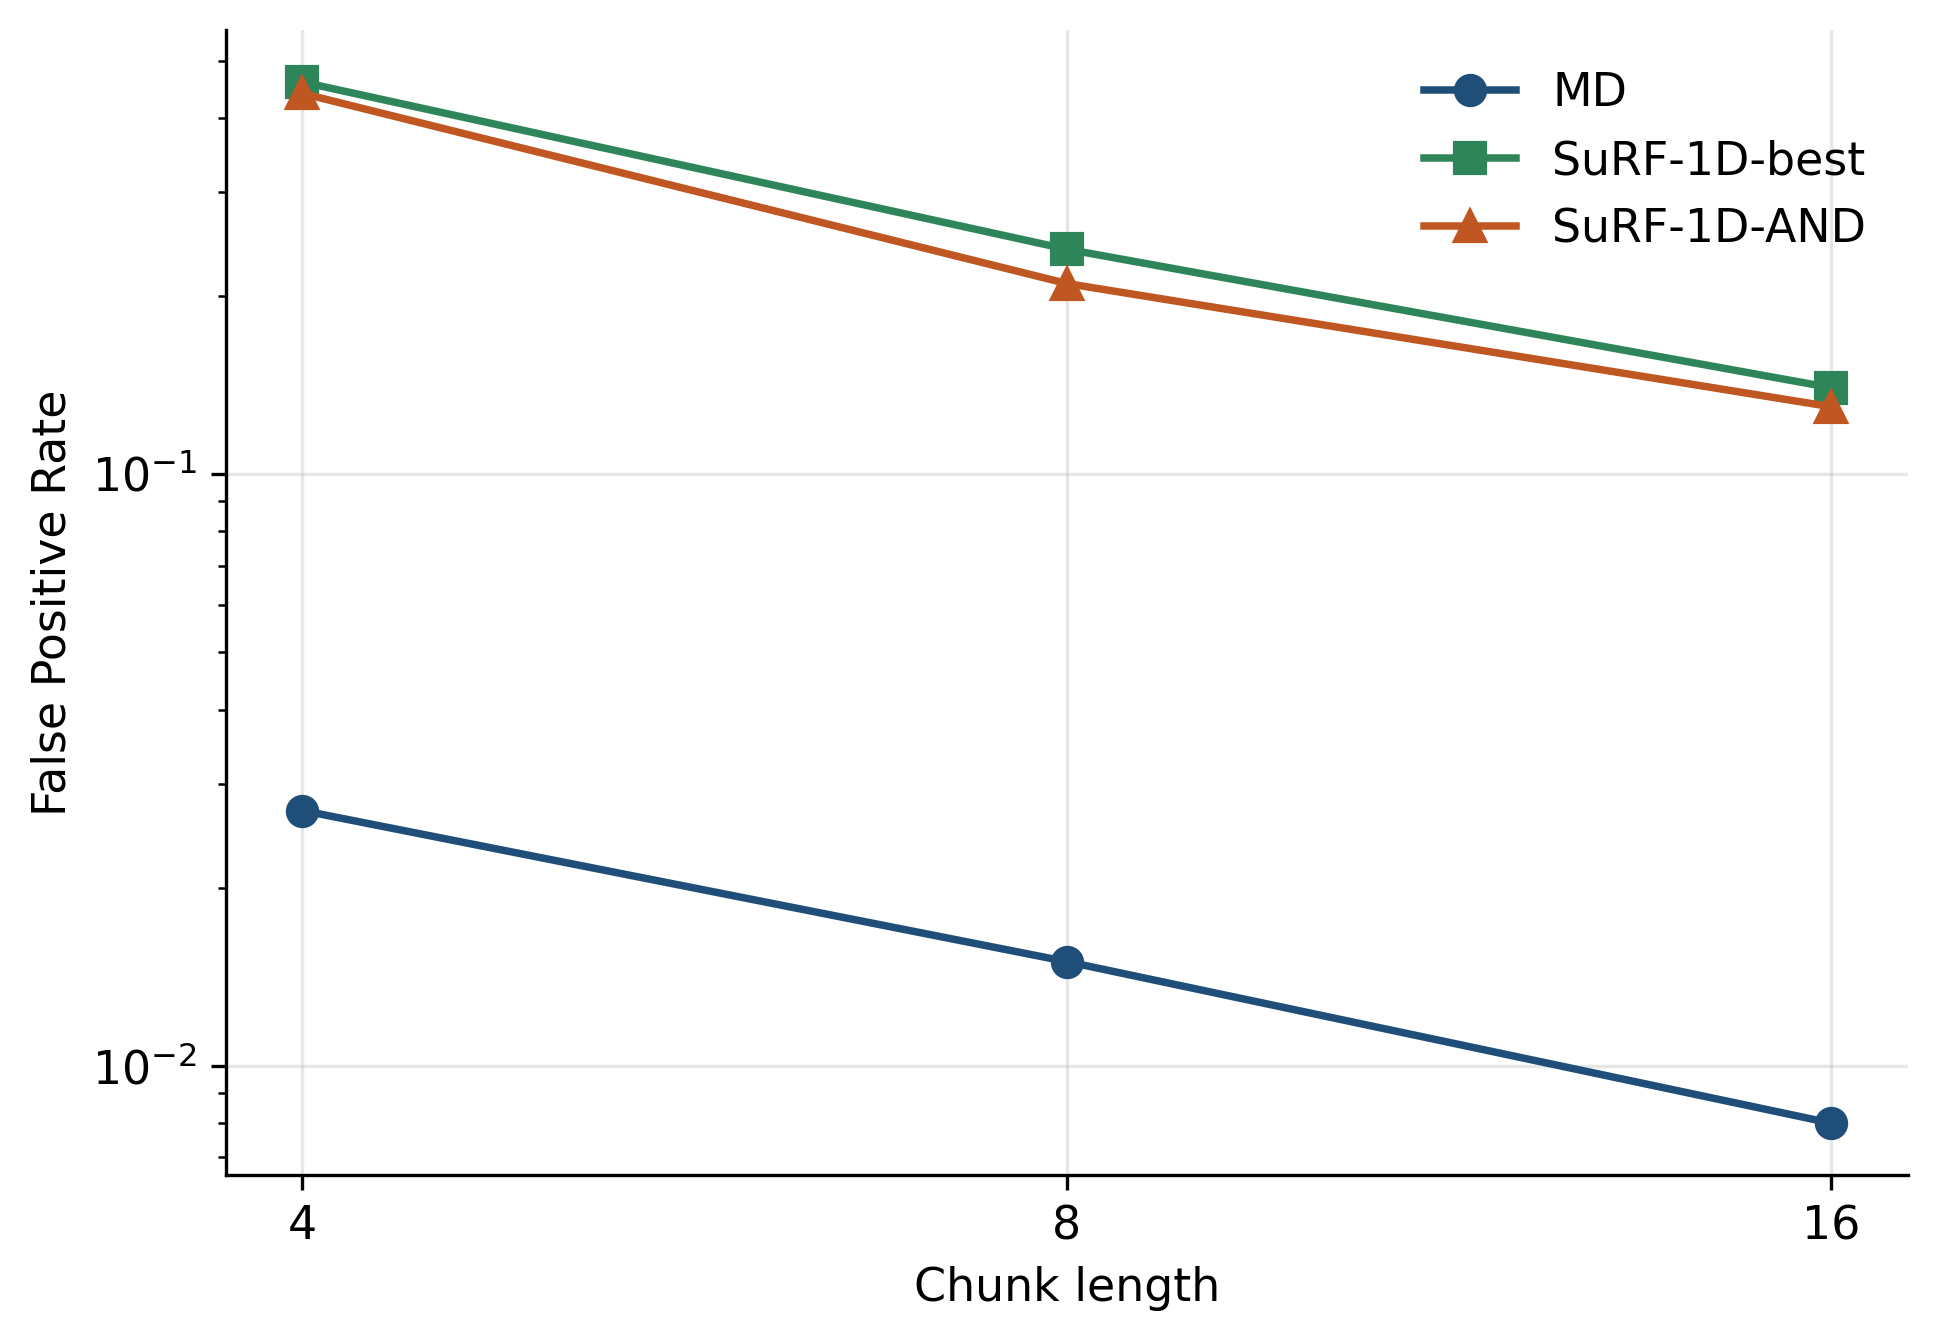 MD
SuRF-1D-best
SuRF-1D-AND
False Positive Rate
10⁻¹
10⁻²
4 8 16
Chunk length